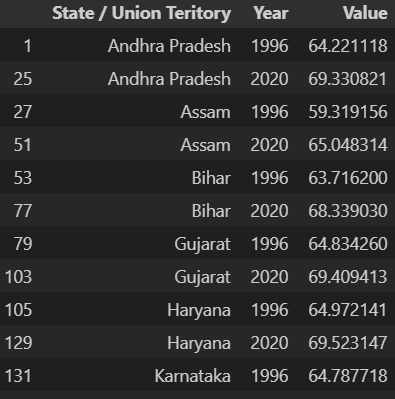 State / Union Teritory Year Value
1 Andhra Pradesh 1996 64.221118
25 Andhra Pradesh 2020 69.330821
27 Assam 1996 59.319156
51 Assam 2020 65.048314
53 Bihar 1996 63.716200
77 Bihar 2020 68.339030
79 Gujarat 1996 64.834260
103 Gujarat 2020 69.409413
105 Haryana 1996 64.972141
129 Haryana 2020 69.523147
131 Karnataka 1996 64.787718